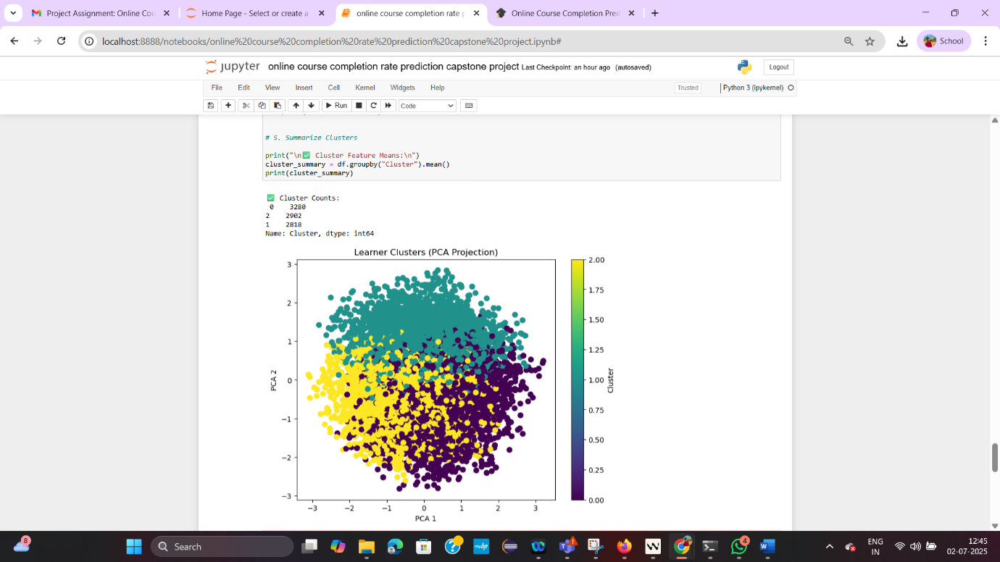 Project Assignment: Online Cou
Home Page - Select or create a
online course completion rate p
Online Course Completion Pred
localhost:8888/notebooks/online%20course%20completion%20rate%20prediction%20capstone%20project.ipynb#
School
jupyter online course completion rate prediction capstone project Last Checkpoint: an hour ago (autosaved)
Logout
File Edit View Insert Cell Kernel Widgets Help
Trusted
Python 3 (ipykernel)
Run
Code
# 5. Summarize Clusters
print("\n✅ Cluster Feature Means:\n")
cluster_summary = df.groupby("Cluster").mean()
print(cluster_summary)
✅ Cluster Counts:
0 3280
2 2902
1 2818
Name: Cluster, dtype: int64
Learner Clusters (PCA Projection)
3
2
1
0
−1
−2
−3
PCA 2
−3 −2 −1 0 1 2 3
PCA 1
2.00
1.75
1.50
1.25
1.00
0.75
0.50
0.25
0.00
Cluster
8
Search
myhp
W
4
W
ENG
IN
12:45
02-07-2025